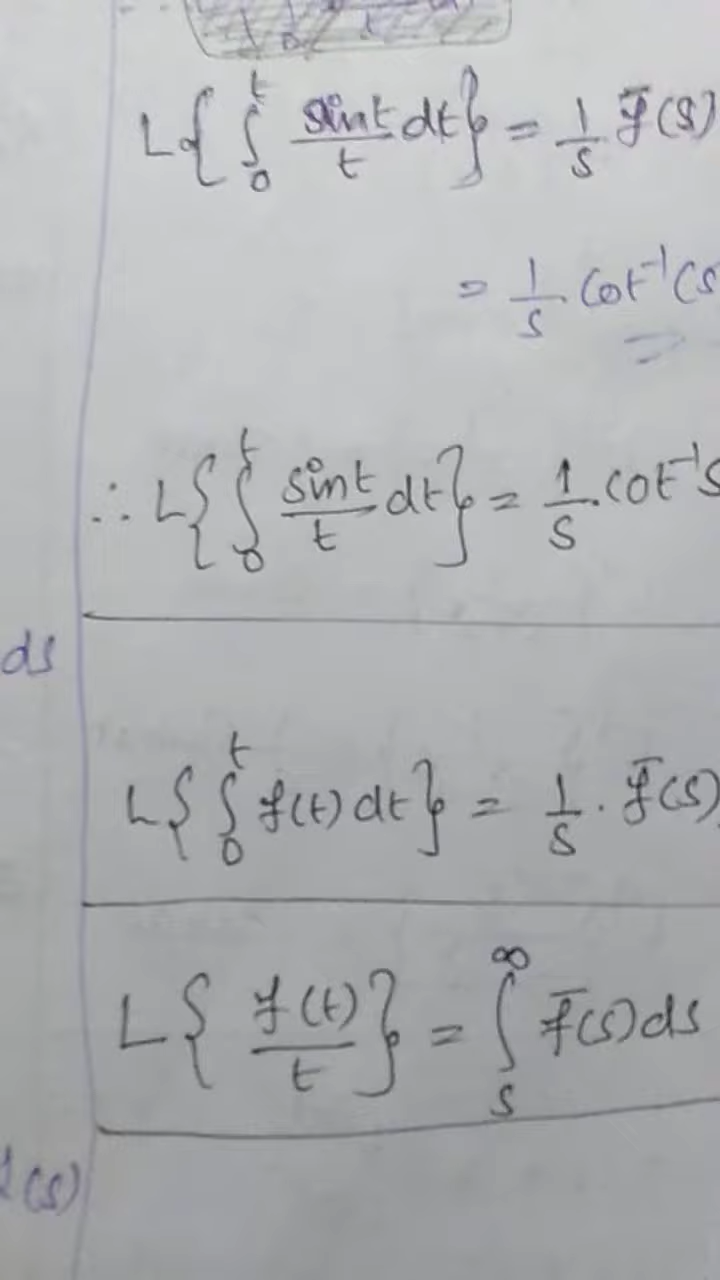 L{∫₀ᵗ sint/t dt} = 1/s f̄(s)
= 1/s . Cot⁻¹(s
∴ L{∫₀ᵗ sint/t dt} = 1/s . cot⁻¹s
ds
L{∫₀ᵗ f(t) dt} = 1/s . f̄(s)
L{f(t)/t} = ∫ₛ^∞ f̄(s) ds
(s)